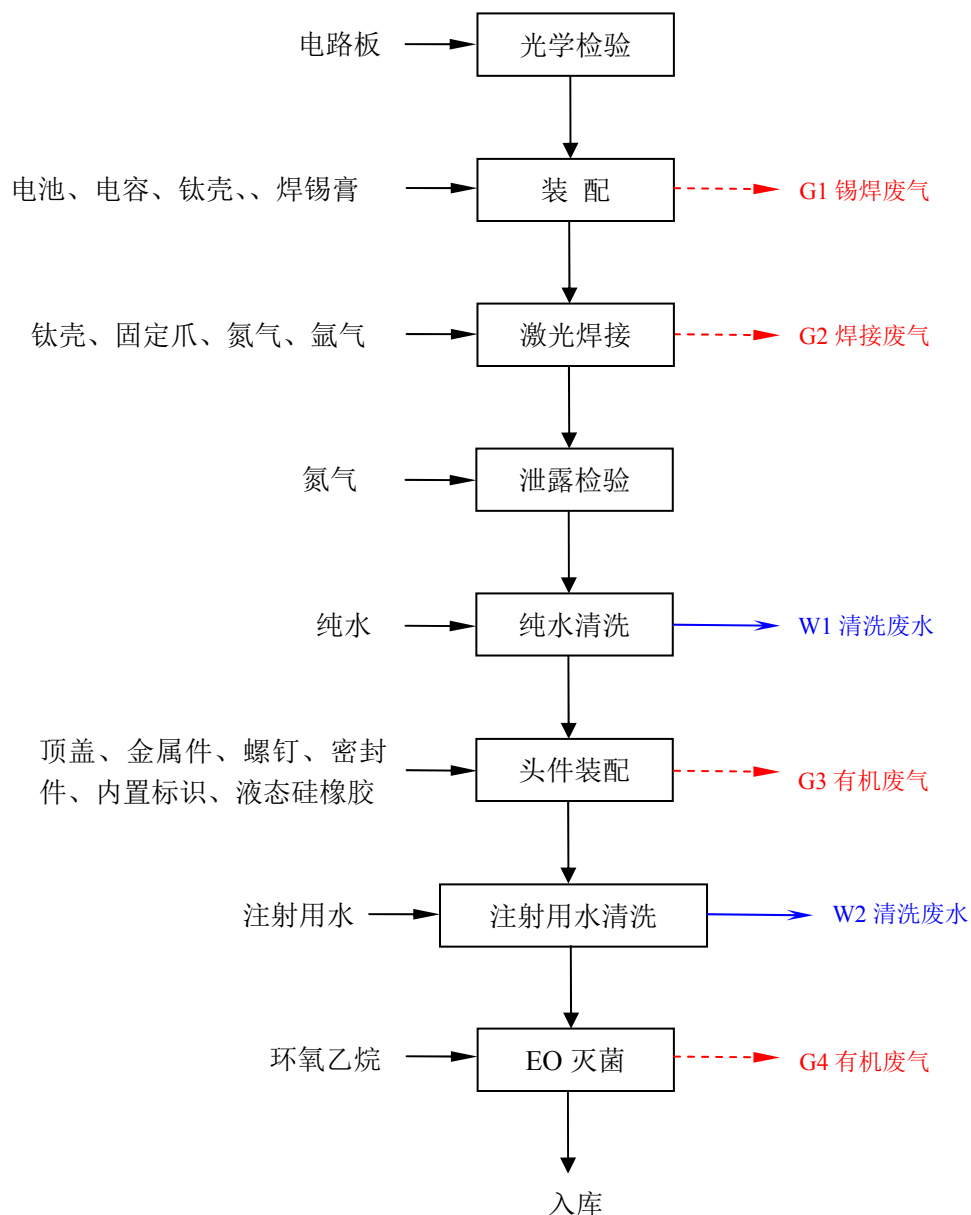 电路板
光学检验
电池、电容、钛壳、、焊锡膏
装 配
G1 锡焊废气
钛壳、固定爪、氮气、氩气
激光焊接
G2 焊接废气
氮气
泄露检验
纯水
纯水清洗
W1 清洗废水
顶盖、金属件、螺钉、密封
件、内置标识、液态硅橡胶
头件装配
G3 有机废气
注射用水
注射用水清洗
W2 清洗废水
环氧乙烷
EO 灭菌
G4 有机废气
入库